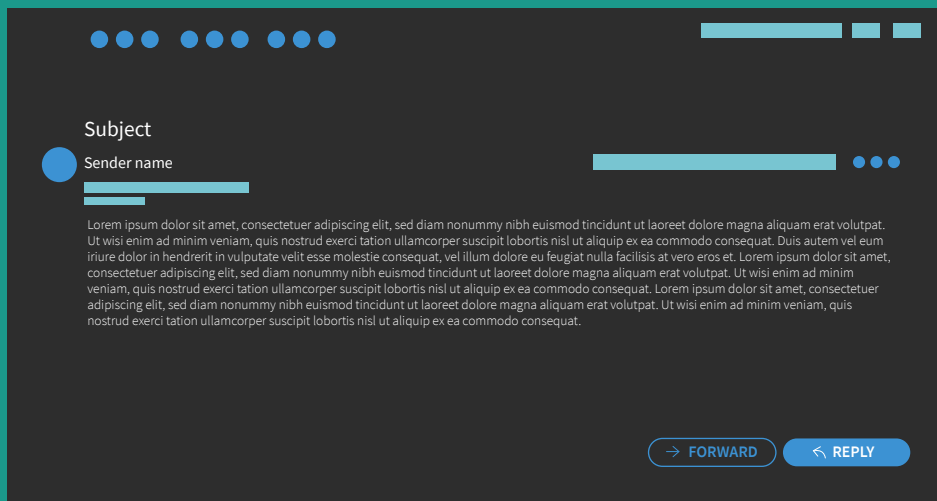 Subject
Sender name
Lorem ipsum dolor sit amet, consectetuer adipiscing elit, sed diam nonummy nibh euismod tincidunt ut laoreet dolore magna aliquam erat volutpat.
Ut wisi enim ad minim veniam, quis nostrud exerci tation ullamcorper suscipit lobortis nisl ut aliquip ex ea commodo consequat. Duis autem vel eum
iriure dolor in hendrerit in vulputate velit esse molestie consequat, vel illum dolore eu feugiat nulla facilisis at vero eros et. Lorem ipsum dolor sit amet,
consectetuer adipiscing elit, sed diam nonummy nibh euismod tincidunt ut laoreet dolore magna aliquam erat volutpat. Ut wisi enim ad minim
veniam, quis nostrud exerci tation ullamcorper suscipit lobortis nisl ut aliquip ex ea commodo consequat. Lorem ipsum dolor sit amet, consectetuer
adipiscing elit, sed diam nonummy nibh euismod tincidunt ut laoreet dolore magna aliquam erat volutpat. Ut wisi enim ad minim veniam, quis
nostrud exerci tation ullamcorper suscipit lobortis nisl ut aliquip ex ea commodo consequat.
FORWARD REPLY